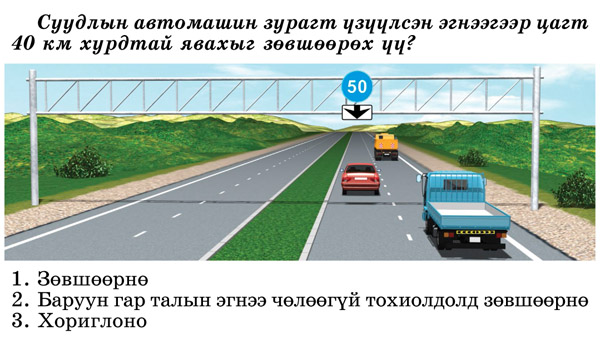 Суудлын автомашин зурагт үзүүлсэн эгнээгээр цагт
40 км хурдтай явахыг зөвшөөрөх үү?
50
1. Зөвшөөрнө
2. Баруун гар талын эгнээ чөлөөгүй тохиолдолд зөвшөөрнө
3. Хориглоно